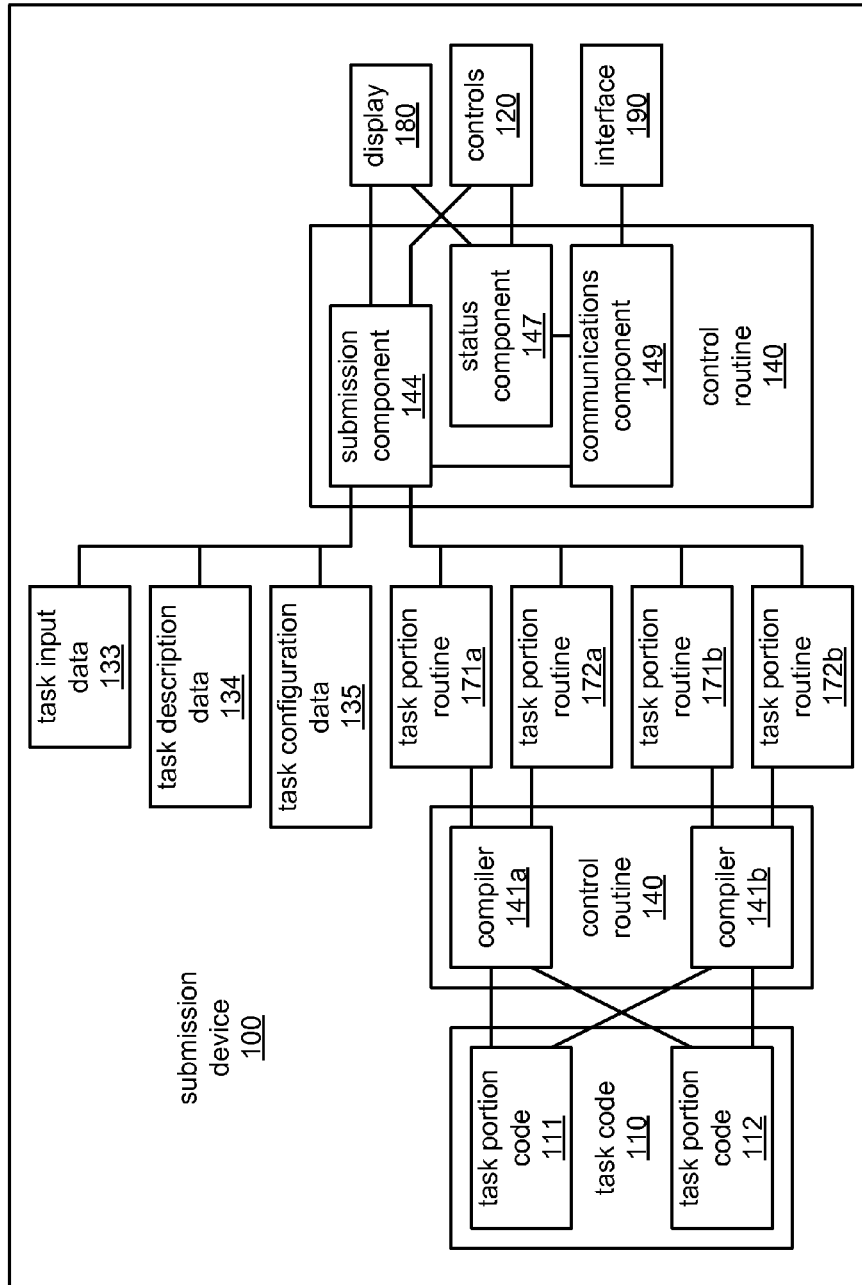 submission
device
100
task portion
code
111
task code
110
task portion
code
112
compiler
141a
control
routine
140
compiler
141b
task input
data
133
task description
data
134
task configuration
data
135
task portion
routine
171a
task portion
routine
172a
task portion
routine
171b
task portion
routine
172b
submission
component
144
status
component
147
communications
component
149
control
routine
140
display
180
controls
120
interface
190